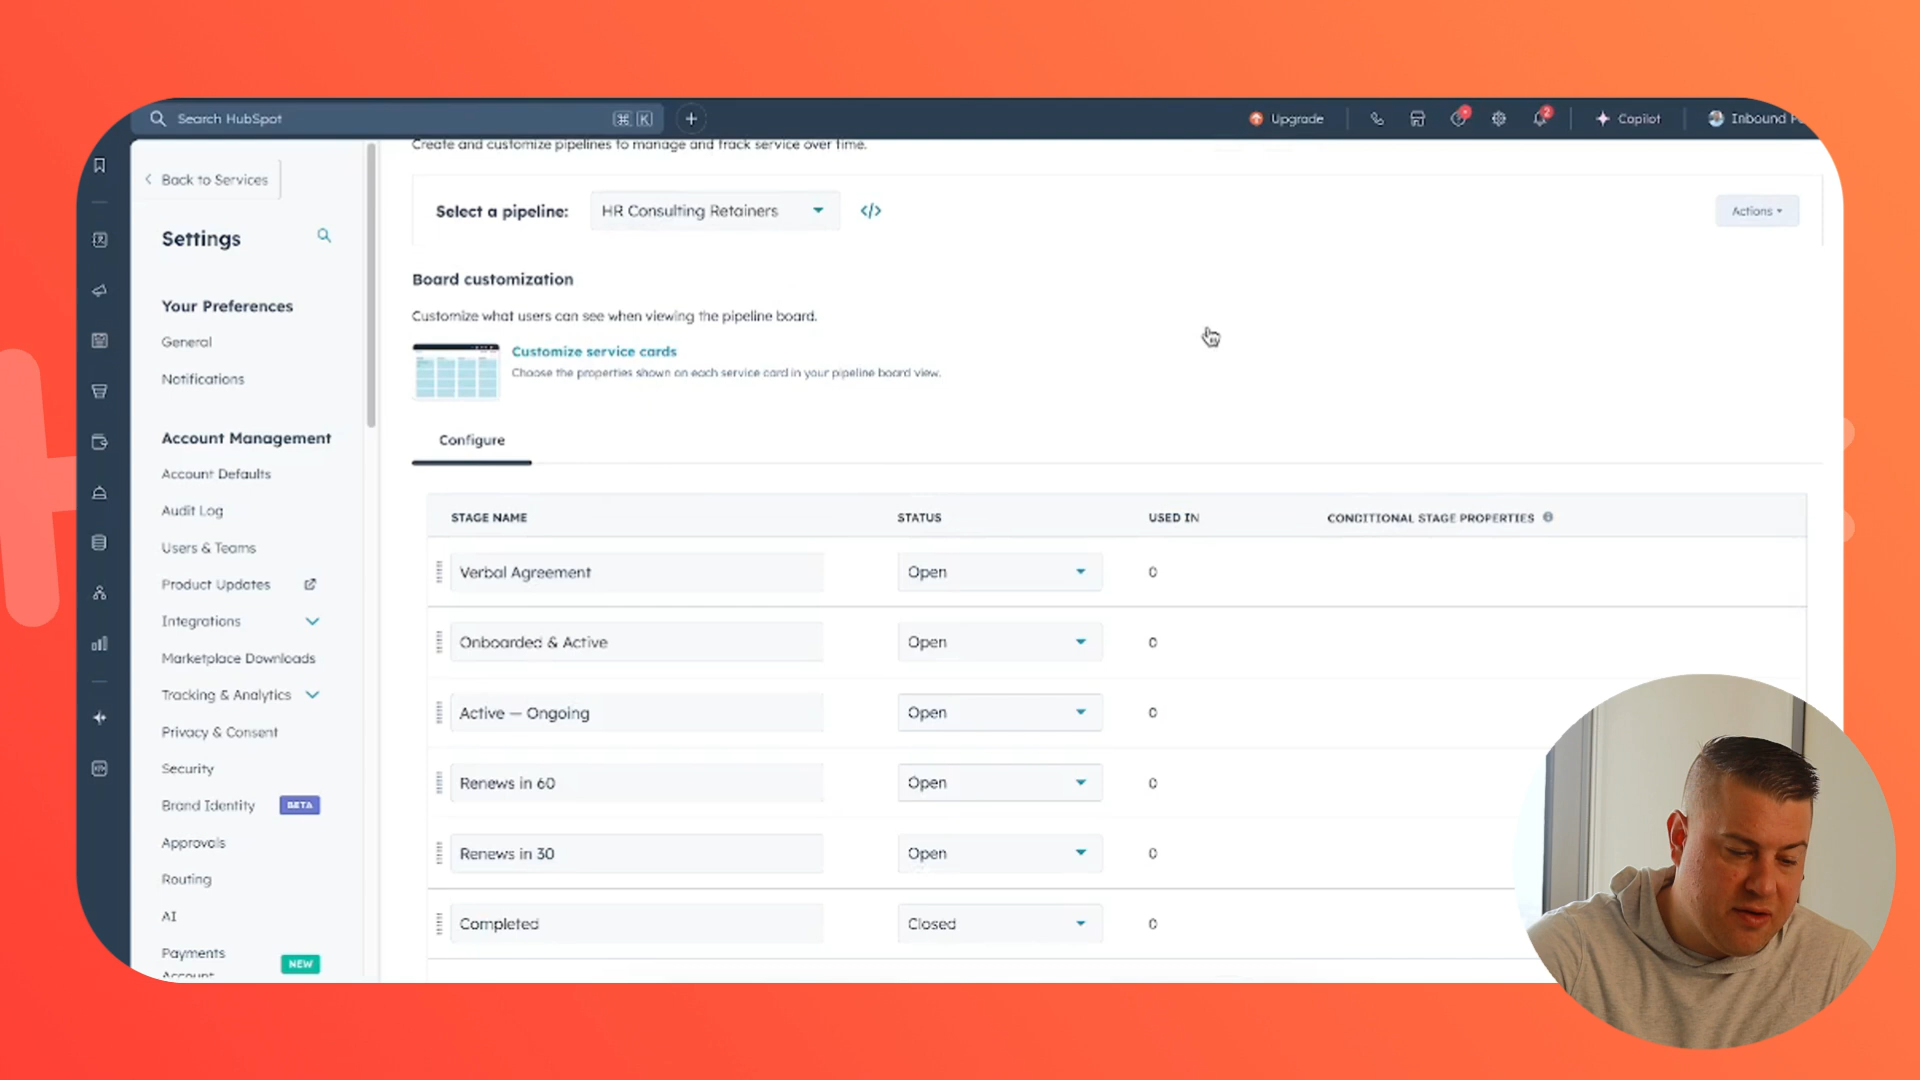 Search HubSpot
⌘ K
+
Upgrade
2
Copilot
Inbound
Back to Services
Settings
Your Preferences
General
Notifications
Account Management
Account Defaults
Audit Log
Users & Teams
Product Updates
Integrations
Marketplace Downloads
Tracking & Analytics
Privacy & Consent
Security
Brand Identity BETA
Approvals
Routing
AI
Payments NEW
Account
Create and customize pipelines to manage and track service over time.
Select a pipeline: HR Consulting Retainers </>
Actions
Board customization
Customize what users can see when viewing the pipeline board.
Customize service cards
Choose the properties shown on each service card in your pipeline board view.
Configure
STAGE NAME STATUS USED IN CONDITIONAL STAGE PROPERTIES
Verbal Agreement Open 0
Onboarded & Active Open 0
Active — Ongoing Open 0
Renews in 60 Open 0
Renews in 30 Open 0
Completed Closed 0